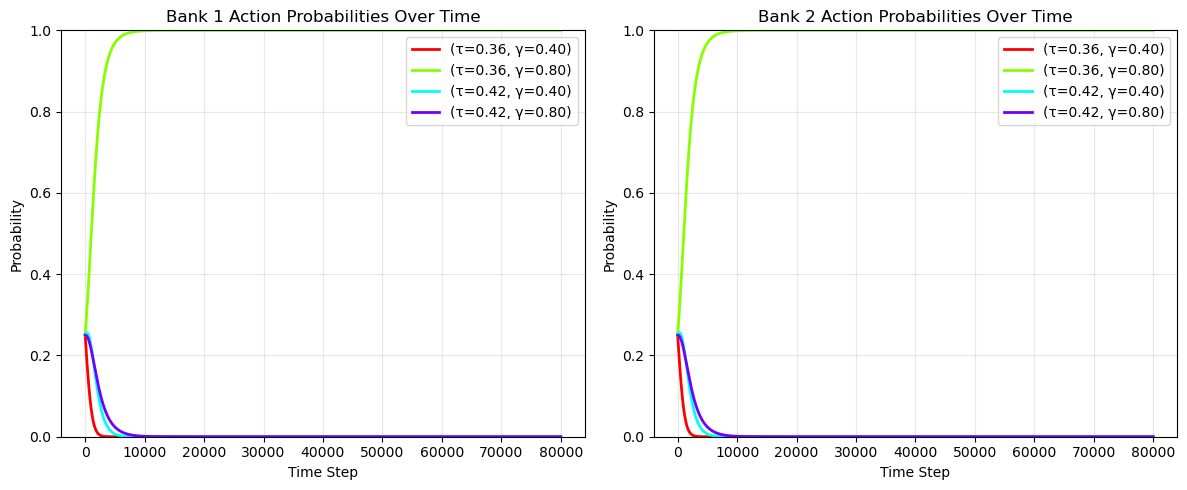 Bank 1 Action Probabilities Over Time
1.0
0.8
0.6
0.4
0.2
0.0
Probability
(τ=0.36, γ=0.40)
(τ=0.36, γ=0.80)
(τ=0.42, γ=0.40)
(τ=0.42, γ=0.80)
0 10000 20000 30000 40000 50000 60000 70000 80000
Time Step
Bank 2 Action Probabilities Over Time
1.0
0.8
0.6
0.4
0.2
0.0
Probability
(τ=0.36, γ=0.40)
(τ=0.36, γ=0.80)
(τ=0.42, γ=0.40)
(τ=0.42, γ=0.80)
0 10000 20000 30000 40000 50000 60000 70000 80000
Time Step